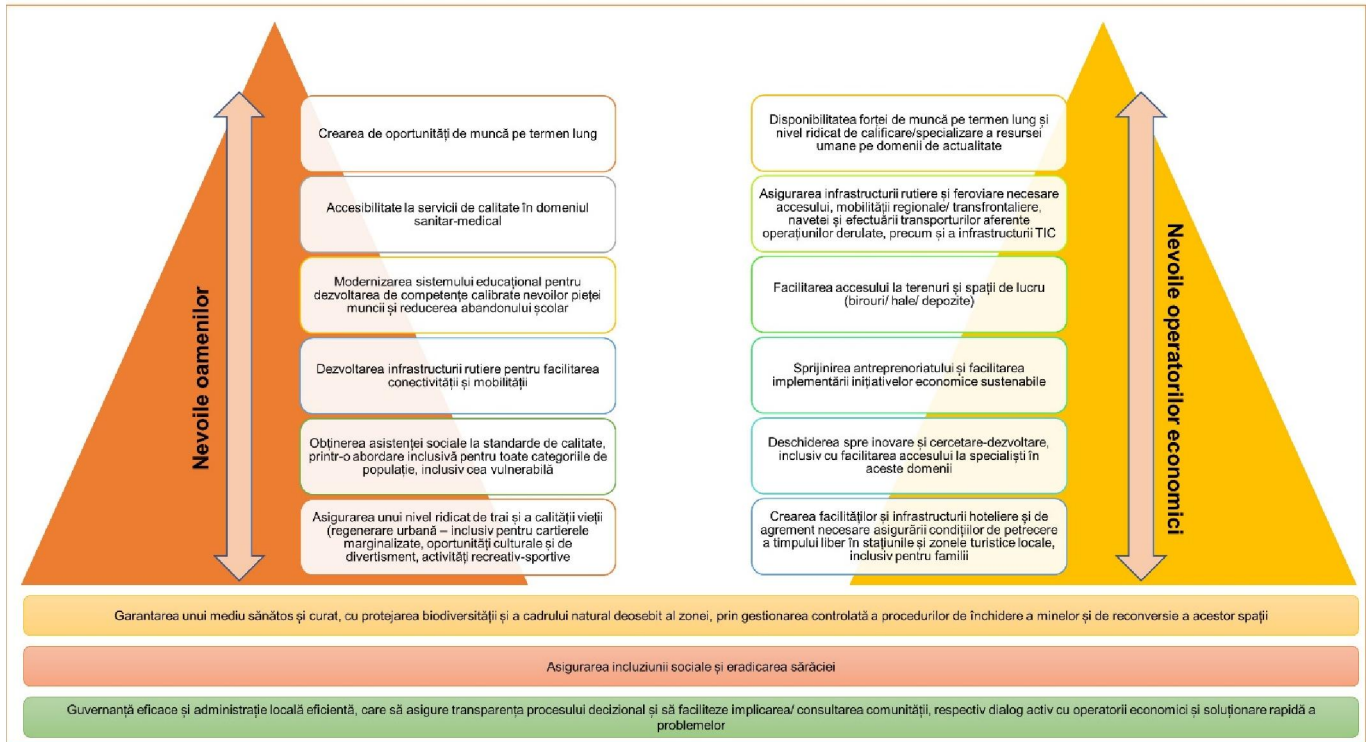 Nevoile oamenilor
Crearea de oportunități de muncă pe termen lung
Accesibilitate la servicii de calitate în domeniul
sanitar-medical
Modernizarea sistemului educațional pentru
dezvoltarea de competențe calibrate nevoilor pieței
muncii și reducerea abandonului școlar
Dezvoltarea infrastructurii rutiere pentru facilitarea
conectivității și mobilității
Obținerea asistenței sociale la standarde de calitate,
printr-o abordare inclusivă pentru toate categoriile de
populație, inclusiv cea vulnerabilă
Asigurarea unui nivel ridicat de trai și a calității vieții
(regenerare urbană – inclusiv pentru cartierele
marginalizate, oportunități culturale și de
divertisment, activități recreativ-sportive
Disponibilitatea forței de muncă pe termen lung și
nivel ridicat de calificare/specializare a resursei
umane pe domenii de actualitate
Asigurarea infrastructurii rutiere și feroviare necesare
accesului, mobilității regionale/ transfrontaliere,
navetei și efectuării transporturilor aferente
operațiunilor derulate, precum și a infrastructurii TIC
Facilitarea accesului la terenuri și spații de lucru
(birouri/ hale/ depozite)
Sprijinirea antreprenoriatului și facilitarea
implementării inițiativelor economice sustenabile
Deschiderea spre inovare și cercetare-dezvoltare,
inclusiv cu facilitarea accesului la specialiști în
aceste domenii
Crearea facilităților și infrastructurii hoteliere și de
agrement necesare asigurării condițiilor de petrecere
a timpului liber în stațiunile și zonele turistice locale,
inclusiv pentru familii
Nevoile operatorilor economici
Garantarea unui mediu sănătos și curat, cu protejarea biodiversității și a cadrului natural deosebit al zonei, prin gestionarea controlată a procedurilor de închidere a minelor și de reconversie a acestor spații
Asigurarea incluziunii sociale și eradicarea sărăciei
Guvernanță eficace și administrație locală eficientă, care să asigure transparența procesului decizional și să faciliteze implicarea/ consultarea comunității, respectiv dialog activ cu operatorii economici și soluționare rapidă a
problemelor